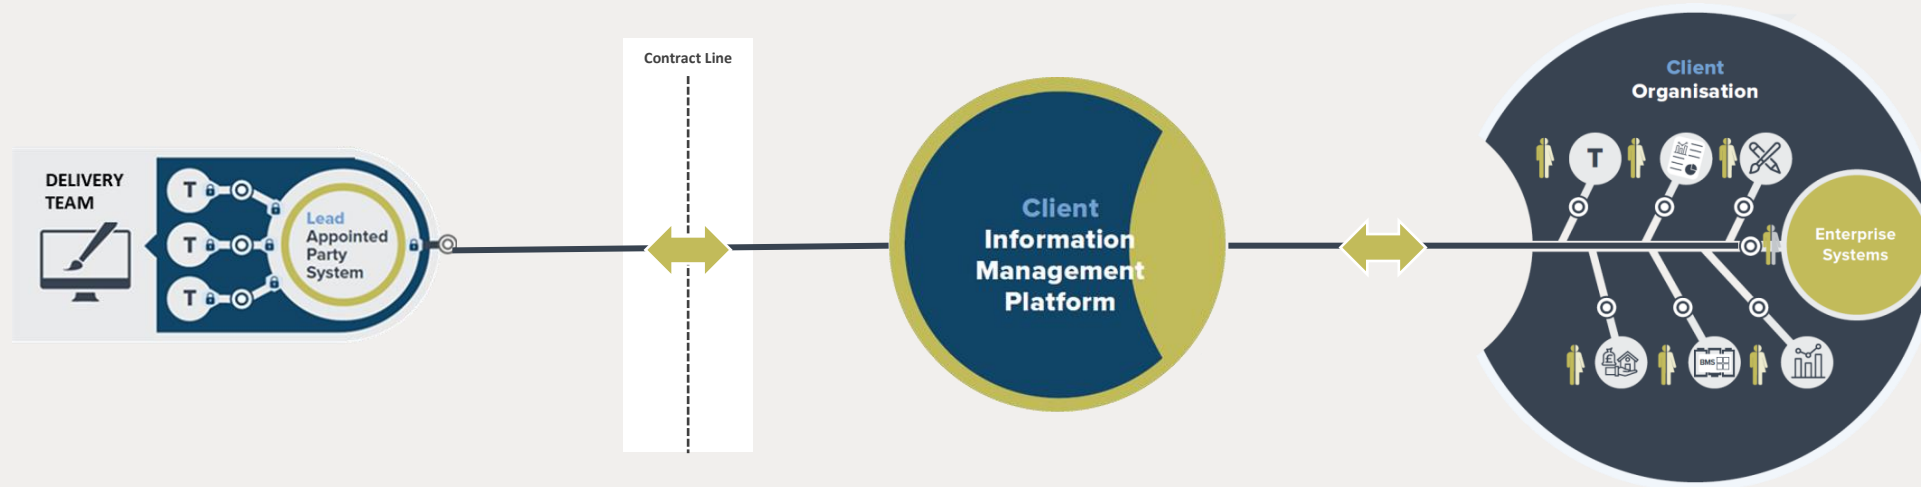 DELIVERY
TEAM
T
T
T
Lead
Appointed
Party
System
Contract Line
Client
Information
Management
Platform
Client
Organisation
T
Enterprise
Systems
£
BMS